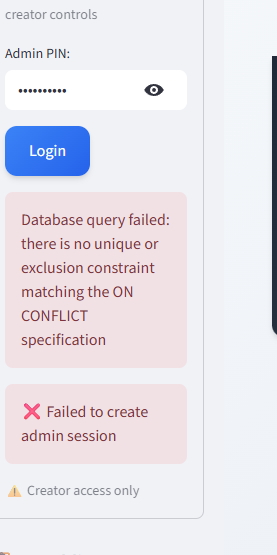 creator controls
Admin PIN:
••••••••••
Login
Database query failed:
there is no unique or
exclusion constraint
matching the ON
CONFLICT
specification
❌ Failed to create
admin session
⚠️ Creator access only